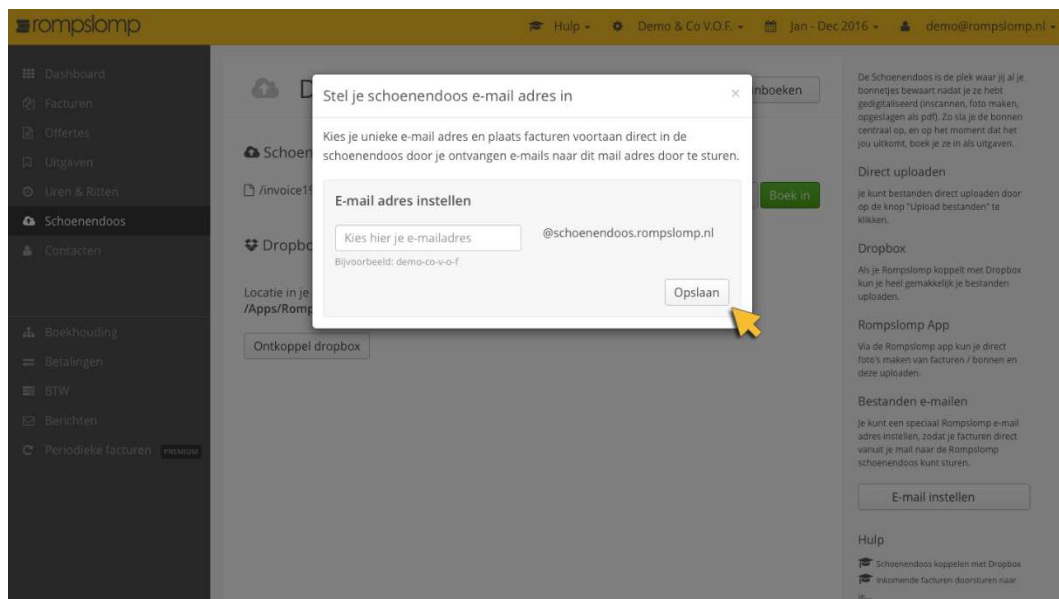 rompslomp
Hulp
Demo & Co V.O.F.
Jan - Dec 2016
demo@rompslomp.nl
Dashboard
Facturen
Offertes
Uitgaven
Uren & Ritten
Schoenendoos
Contacten
Boekhouding
Betalingen
BTW
Berichten
Periodieke facturen PREMIUM
D
nboeken
Schoen
/invoice19
Boek in
Dropbo
Locatie in je
/Apps/Romp
Ontkoppel dropbox
Stel je schoenendoos e-mail adres in
×
Kies je unieke e-mail adres en plaats facturen voortaan direct in de
schoenendoos door je ontvangen e-mails naar dit mail adres door te sturen.
E-mail adres instellen
Kies hier je e-mailadres
@schoenendoos.rompslomp.nl
Bijvoorbeeld: demo-co-v-o-f
Opslaan
De Schoenendoos is de plek waar jij al je
bonnetjes bewaart nadat je ze hebt
gedigitaliseerd (inscannen, foto maken,
opgeslagen als pdf). Zo sla je de bonnen
centraal op, en op het moment dat het
jou uitkomt, boek je ze in als uitgaven.
Direct uploaden
Je kunt bestanden direct uploaden door
op de knop "Upload bestanden" te
klikken.
Dropbox
Als je Rompslomp koppelt met Dropbox
kun je heel gemakkelijk je bestanden
uploaden.
Rompslomp App
Via de Rompslomp app kun je direct
foto's maken van facturen / bonnen en
deze uploaden.
Bestanden e-mailen
Je kunt een speciaal Rompslomp e-mail
adres instellen, zodat je facturen direct
vanuit je mail naar de Rompslomp
schoenendoos kunt sturen.
E-mail instellen
Hulp
Schoenendoos koppelen met Dropbox
Inkomende facturen doorsturen naar